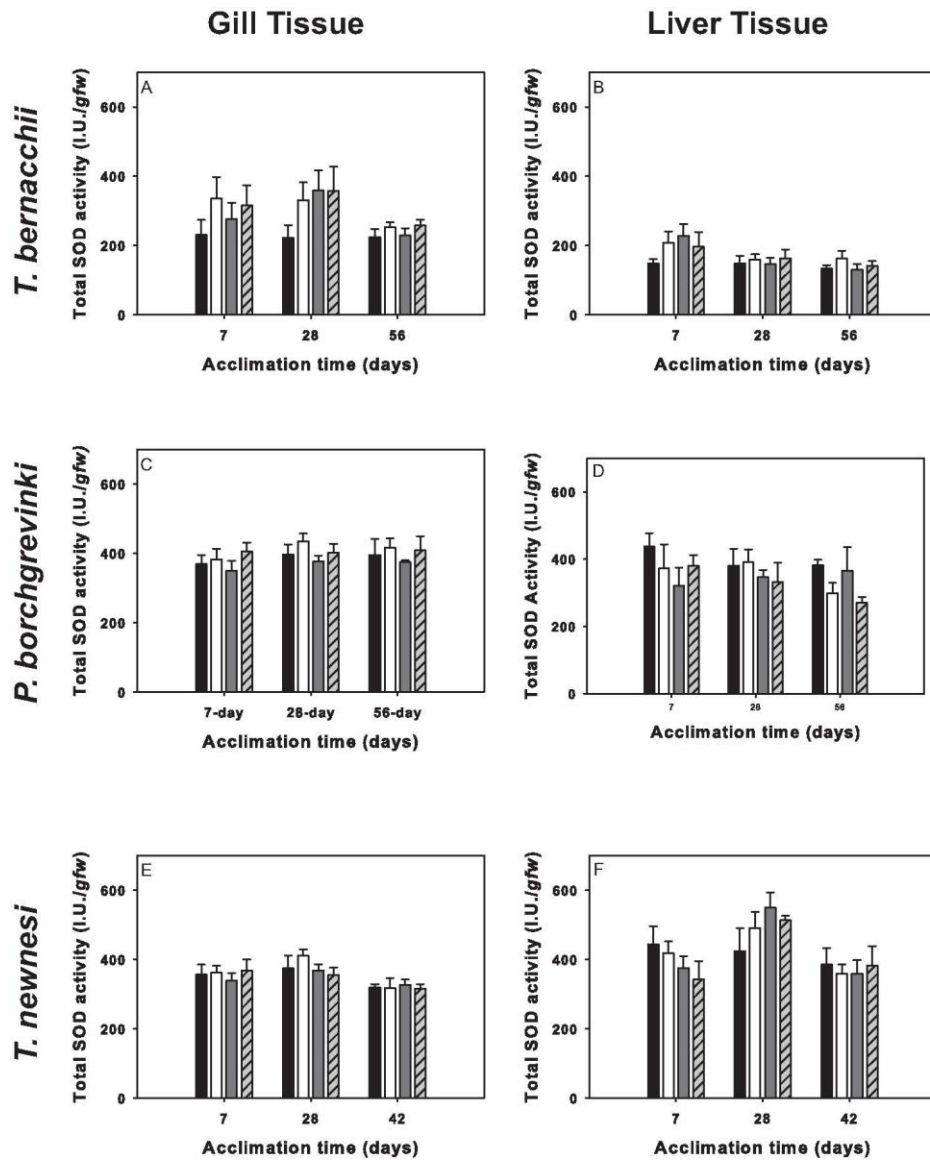 Gill Tissue
Liver Tissue
T. bernacchii
A
Total SOD activity (I.U./gfw)
600
400
200
0
7 28 56
Acclimation time (days)
B
Total SOD activity (I.U./gfw)
600
400
200
0
7 28 56
Acclimation time (days)
P. borchgrevinki
C
Total SOD activity (I.U./gfw)
600
400
200
0
7-day 28-day 56-day
Acclimation time (days)
D
Total SOD Activity (I.U./gfw)
600
400
200
0
7 28 56
Acclimation time (days)
T. newnesi
E
Total SOD activity (I.U./gfw)
600
400
200
0
7 28 42
Acclimation time (days)
F
Total SOD activity (I.U./gfw)
600
400
200
0
7 28 42
Acclimation time (days)